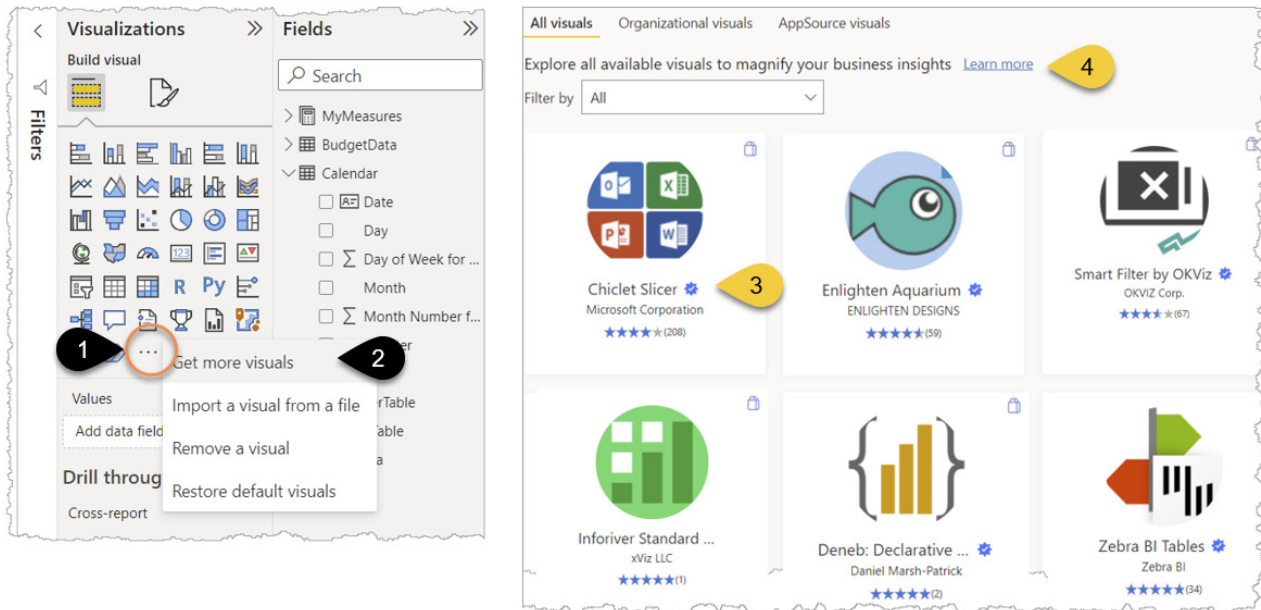 Visualizations
Fields
Build visual
Search
Filters
MyMeasures
BudgetData
Calendar
Date
Day
Day of Week for ...
Month
Month Number f...
123
R Py
1
...
Get more visuals
2
Import a visual from a file
Remove a visual
Restore default visuals
Values
Add data field
Drill throug
Cross-report
All visuals Organizational visuals AppSource visuals
Explore all available visuals to magnify your business insights Learn more
4
Filter by All
Chiclet Slicer
3
Microsoft Corporation
(208)
Enlighten Aquarium
ENLIGHTEN DESIGNS
(59)
Smart Filter by OKViz
OKVIZ Corp.
(67)
Inforiver Standard ...
xViz LLC
(1)
Deneb: Declarative ...
Daniel Marsh-Patrick
(2)
Zebra BI Tables
Zebra BI
(34)